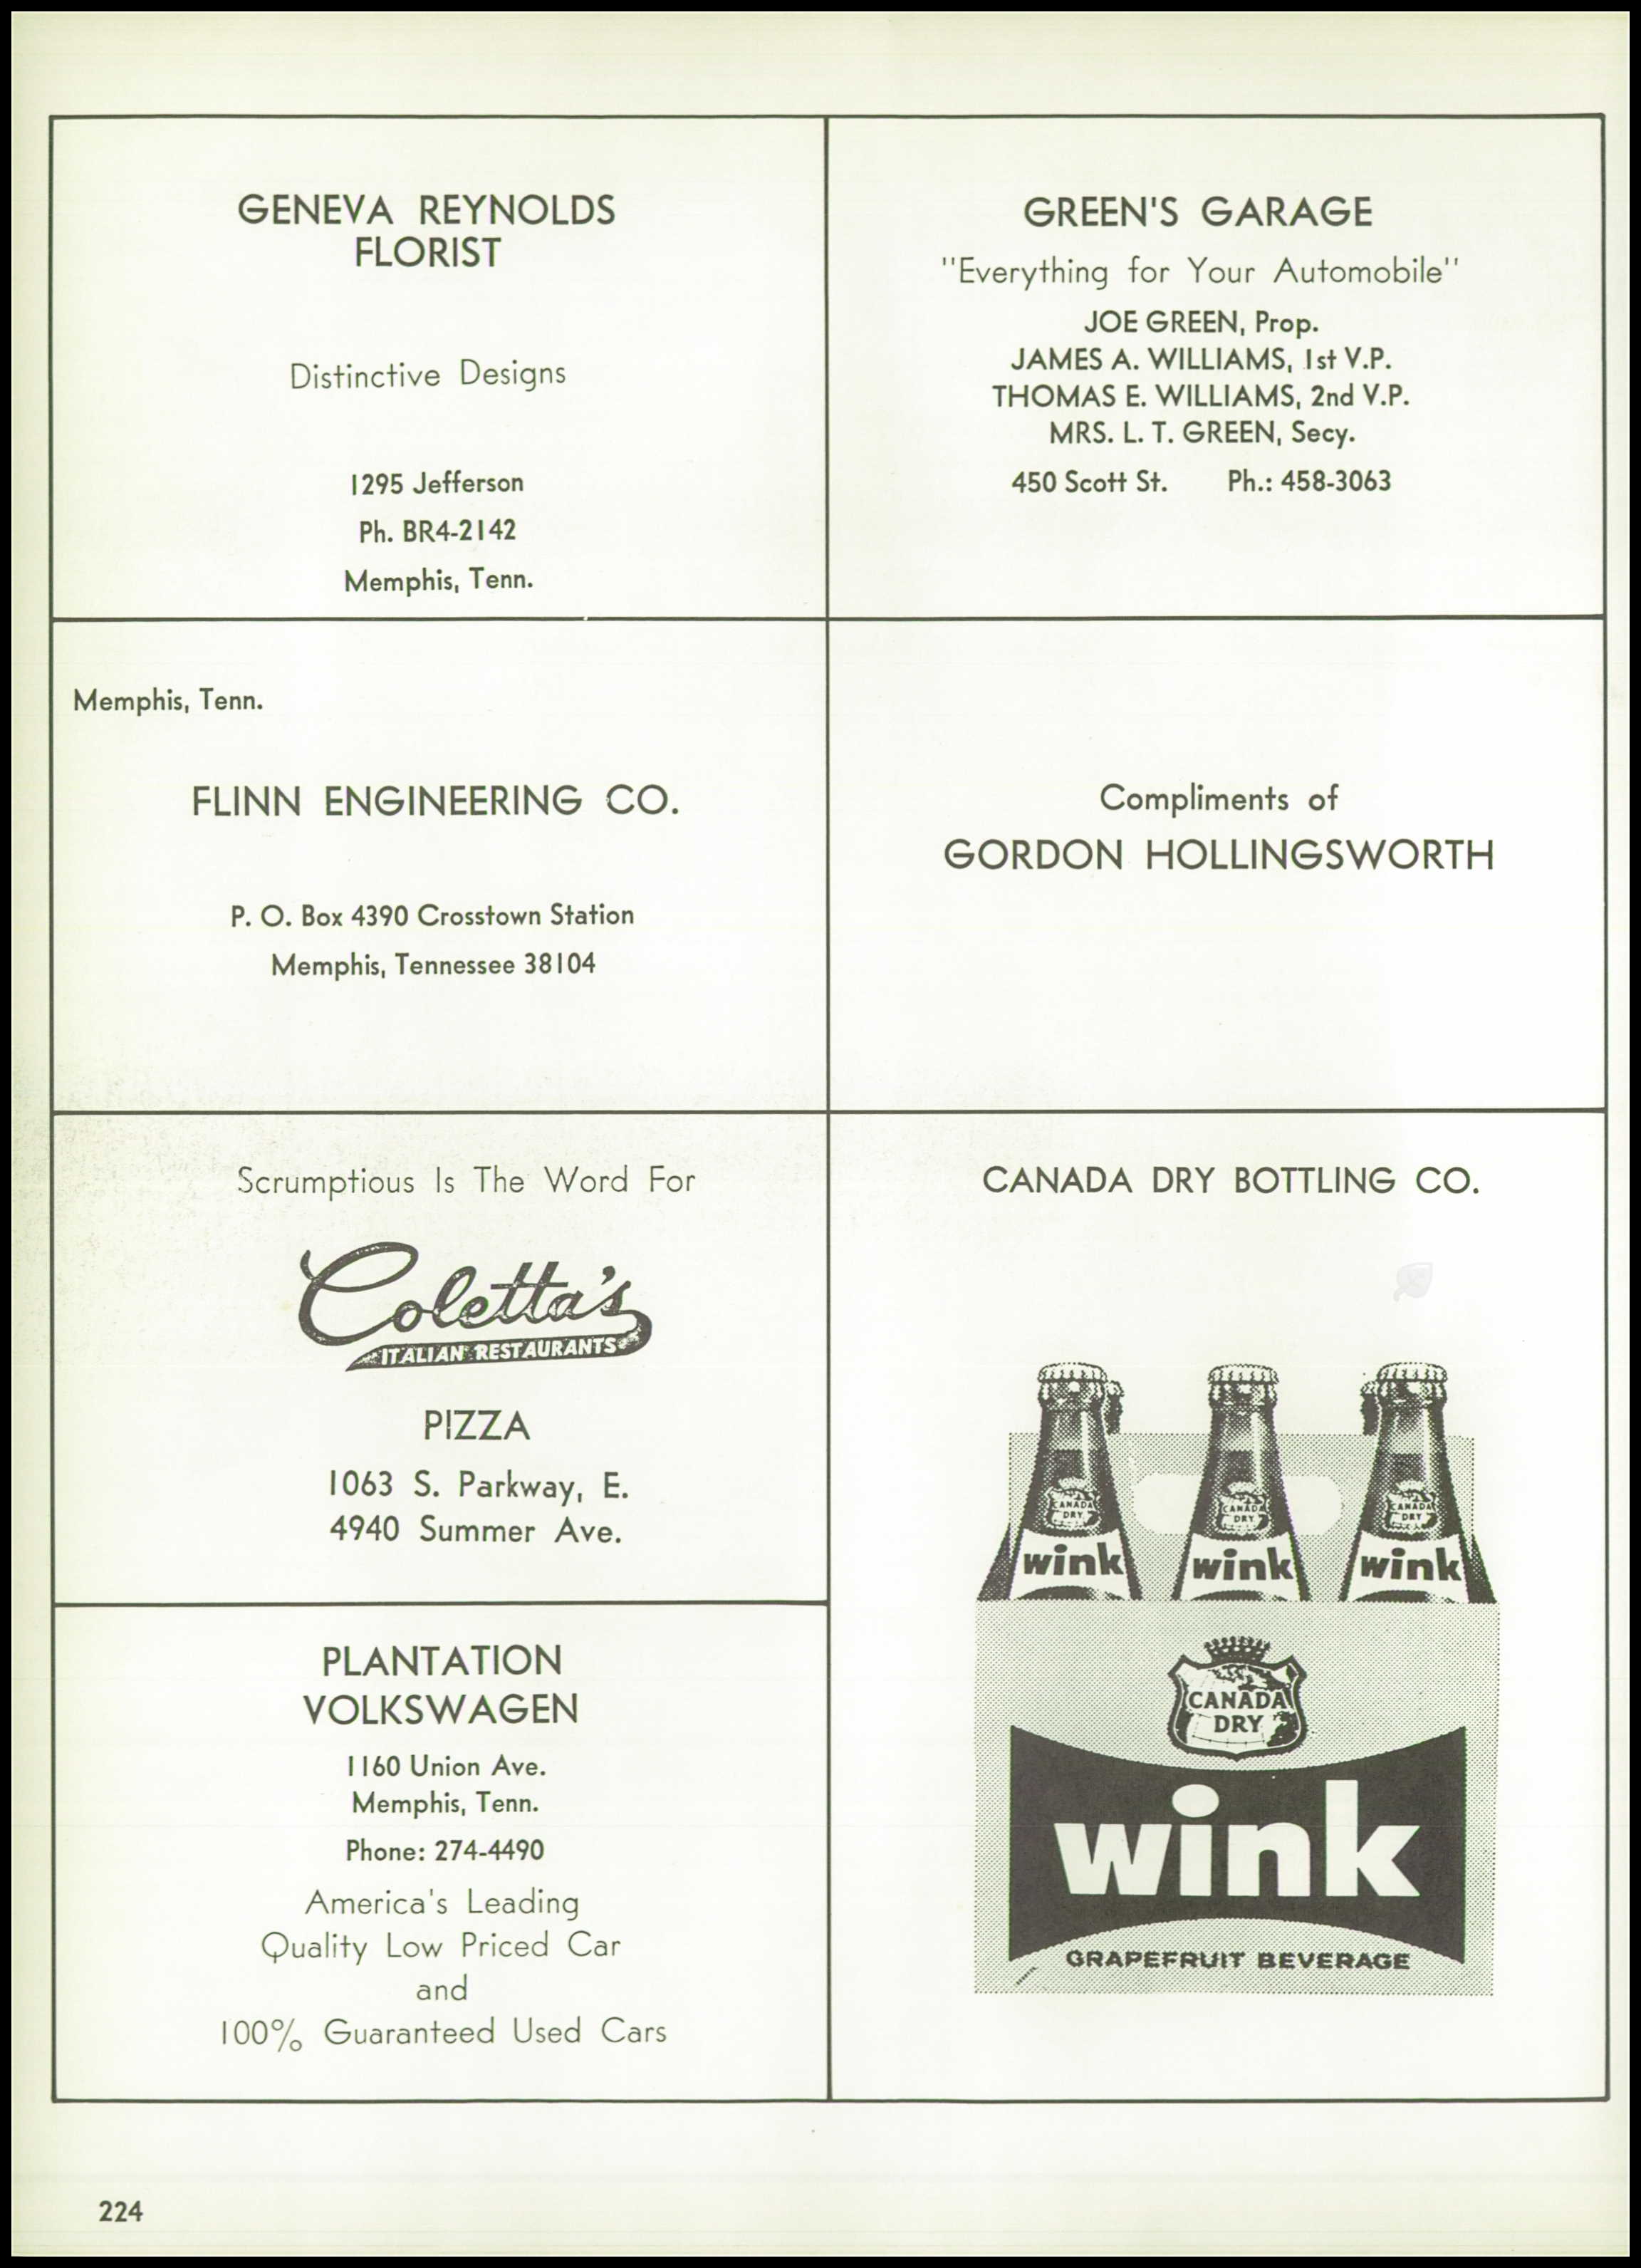 GENEVA REYNOLDS
FLORIST
Distinctive Designs
1295 Jefferson
Ph. BR4-2142
Memphis, Tenn.
GREEN'S GARAGE
"Everything for Your Automobile"
JOE GREEN, Prop.
JAMES A. WILLIAMS, 1st V.P.
THOMAS E. WILLIAMS, 2nd V.P.
MRS. L. T. GREEN, Secy.
450 Scott St. Ph.: 458-3063
Memphis, Tenn.
FLINN ENGINEERING CO.
P. O. Box 4390 Crosstown Station
Memphis, Tennessee 38104
Compliments of
GORDON HOLLINGSWORTH
Scrumptious Is The Word For
Coletta's
ITALIAN RESTAURANTS
PIZZA
1063 S. Parkway, E.
4940 Summer Ave.
PLANTATION
VOLKSWAGEN
1160 Union Ave.
Memphis, Tenn.
Phone: 274-4490
America's Leading
Quality Low Priced Car
and
100% Guaranteed Used Cars
CANADA DRY BOTTLING CO.
CANADA DRY
CANADA DRY
CANADA DRY
wink wink wink
CANADA
DRY
wink
GRAPEFRUIT BEVERAGE
224